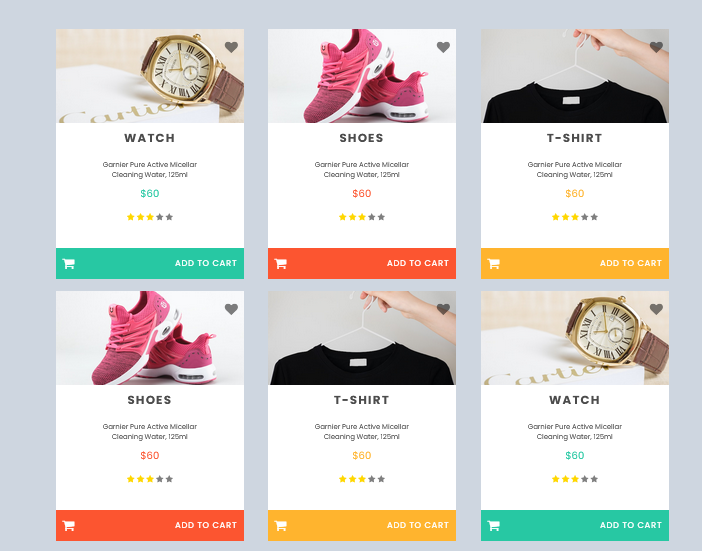 Cartier
WATCH
Garnier Pure Active Micellar
Cleaning Water, 125ml
$60
ADD TO CART
SHOES
Garnier Pure Active Micellar
Cleaning Water, 125ml
$60
ADD TO CART
T-SHIRT
Garnier Pure Active Micellar
Cleaning Water, 125ml
$60
ADD TO CART
SHOES
Garnier Pure Active Micellar
Cleaning Water, 125ml
$60
ADD TO CART
T-SHIRT
Garnier Pure Active Micellar
Cleaning Water, 125ml
$60
ADD TO CART
Cartier
WATCH
Garnier Pure Active Micellar
Cleaning Water, 125ml
$60
ADD TO CART